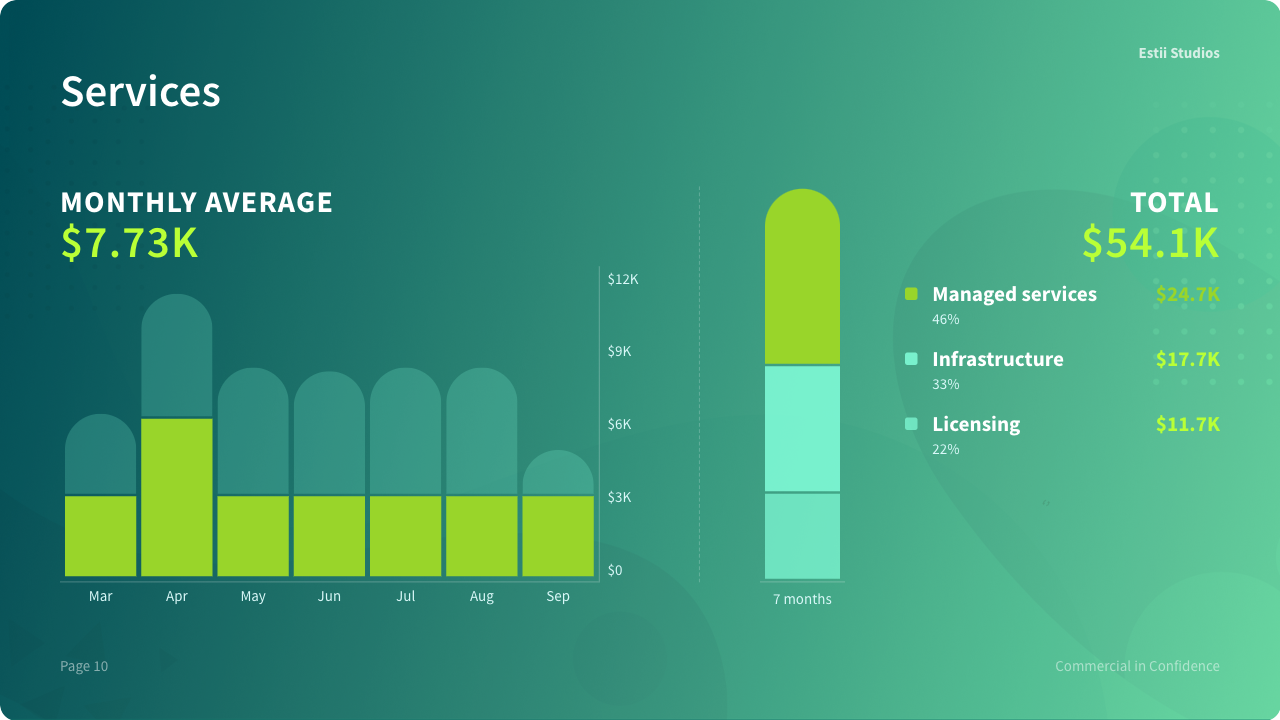 Estii Studios
Services
MONTHLY AVERAGE
$7.73K
$12K
$9K
$6K
$3K
$0
Mar Apr May Jun Jul Aug Sep
7 months
TOTAL
$54.1K
Managed services $24.7K
46%
Infrastructure $17.7K
33%
Licensing $11.7K
22%
Page 10
Commercial in Confidence